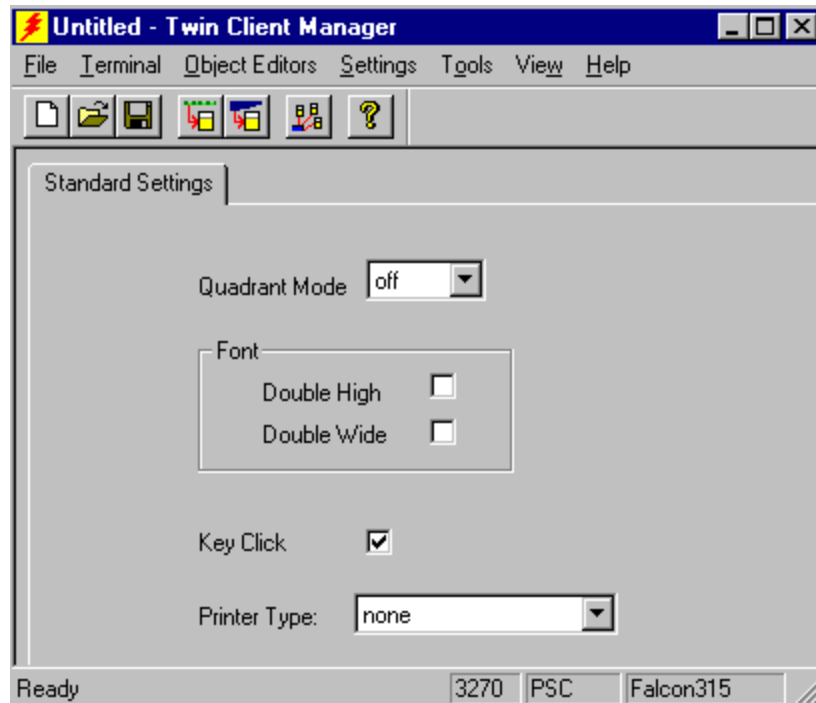 Untitled - Twin Client Manager
File Terminal Object Editors Settings Tools View Help
Standard Settings
Quadrant Mode off
Font
Double High
Double Wide
Key Click
Printer Type: none
Ready 3270 PSC Falcon315